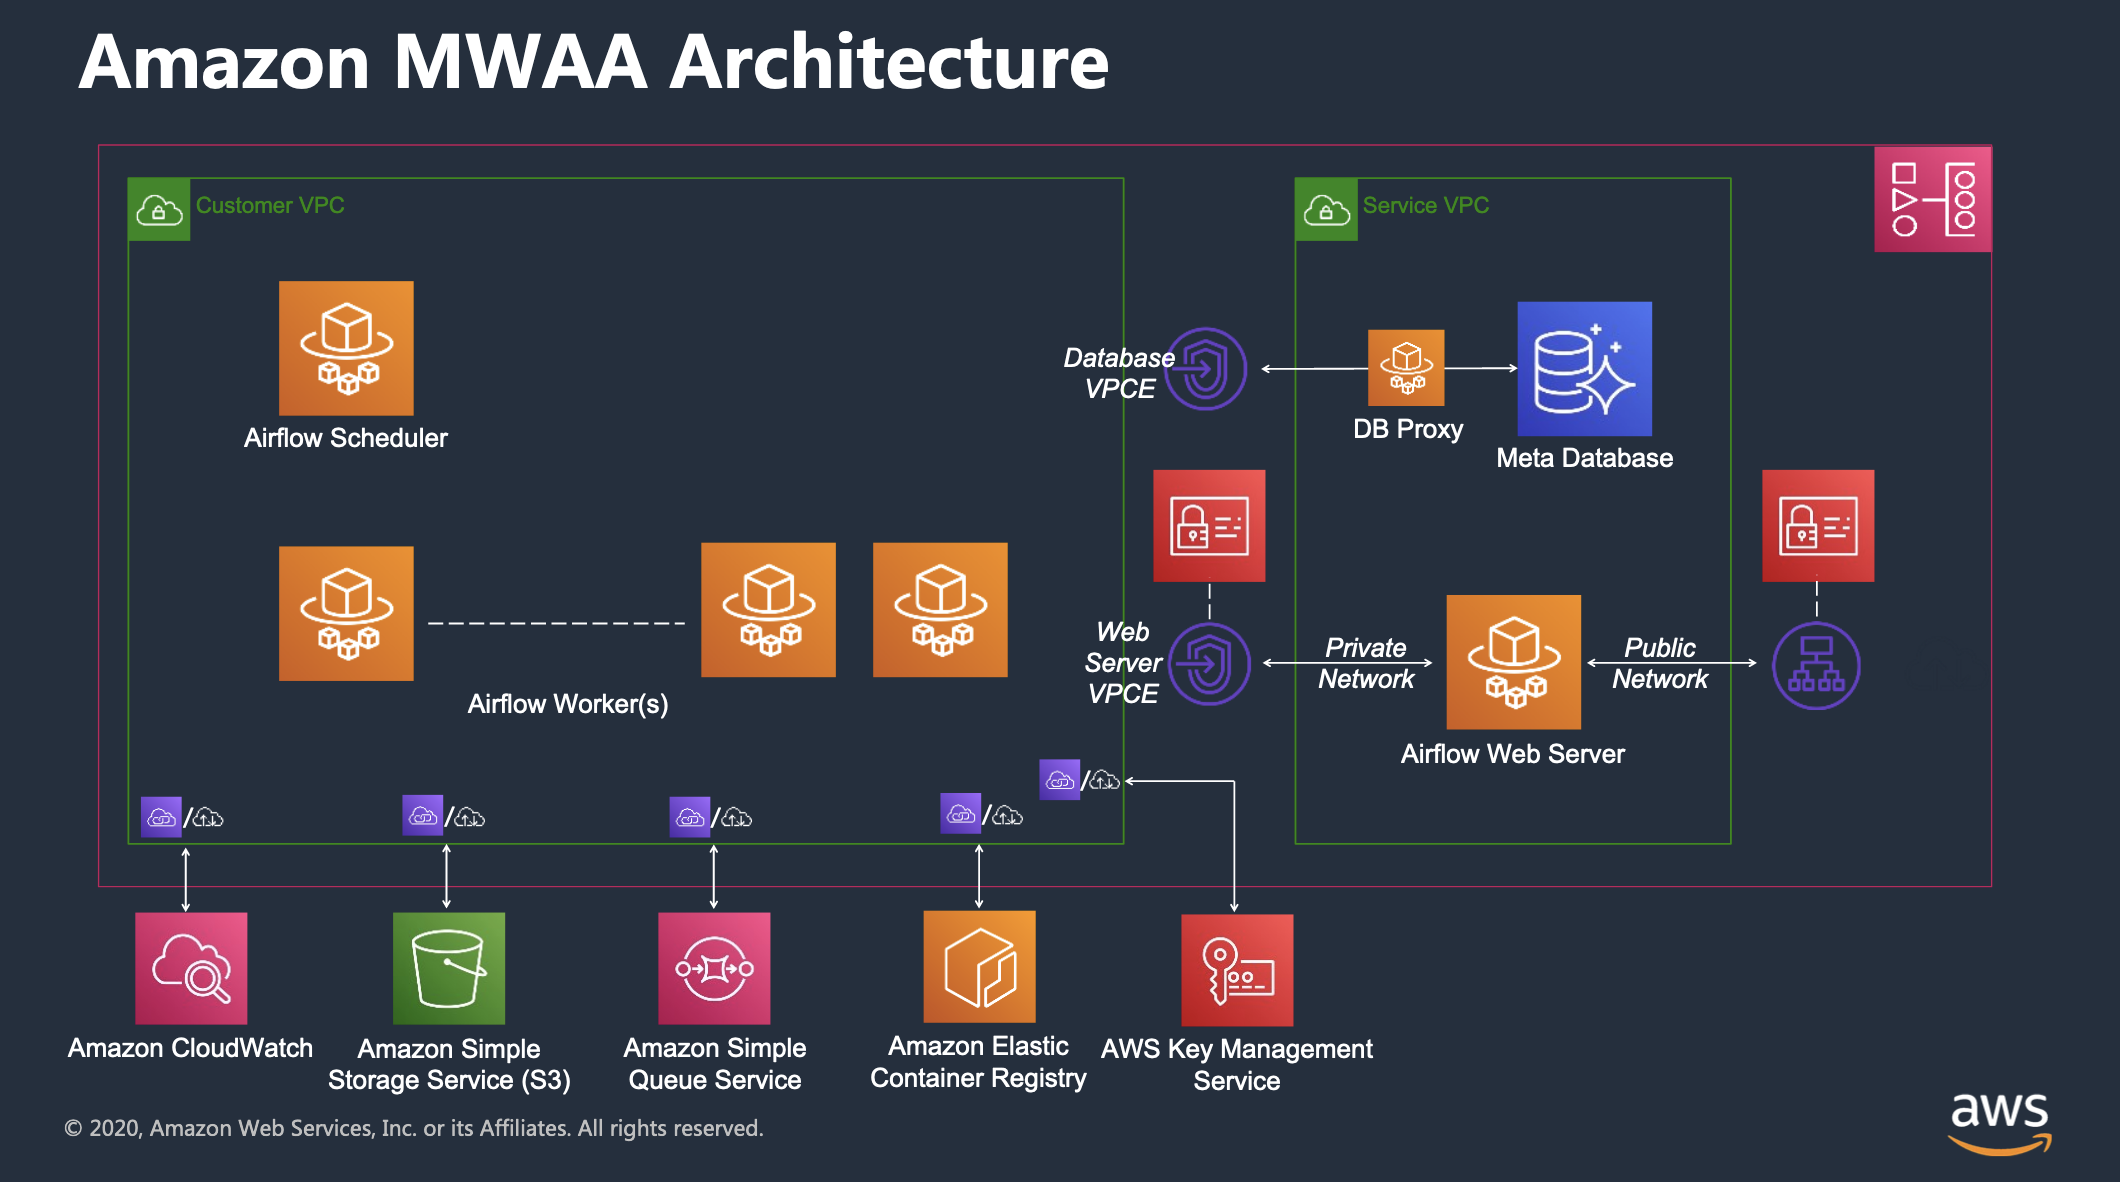 Amazon MWAA Architecture
Customer VPC
Service VPC
Airflow Scheduler
Database
VPCE
DB Proxy
Meta Database
Airflow Worker(s)
Web
Server
VPCE
Private
Network
Public
Network
Airflow Web Server
/
/
/
/
/
Amazon CloudWatch
Amazon Simple
Storage Service (S3)
Amazon Simple
Queue Service
Amazon Elastic
Container Registry
AWS Key Management
Service
© 2020, Amazon Web Services, Inc. or its Affiliates. All rights reserved.
aws